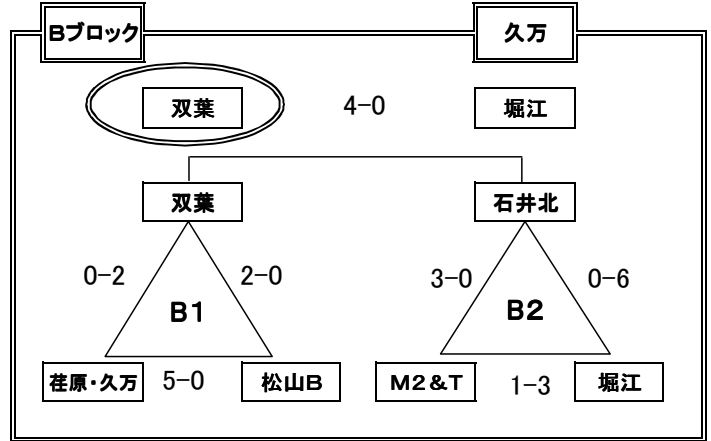 Bブロック
久万
双葉
4-0
堀江
双葉
石井北
0-2
2-0
3-0
0-6
B1
B2
荏原・久万
5-0
松山B
M2&T
1-3
堀江